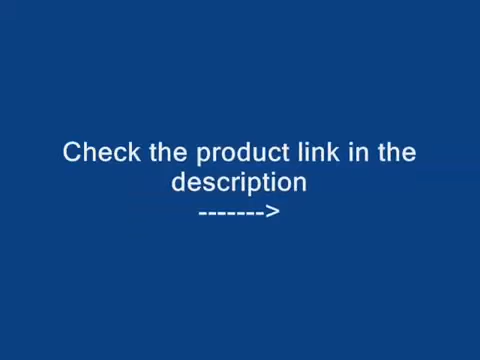 Check the product link in the
description
------->